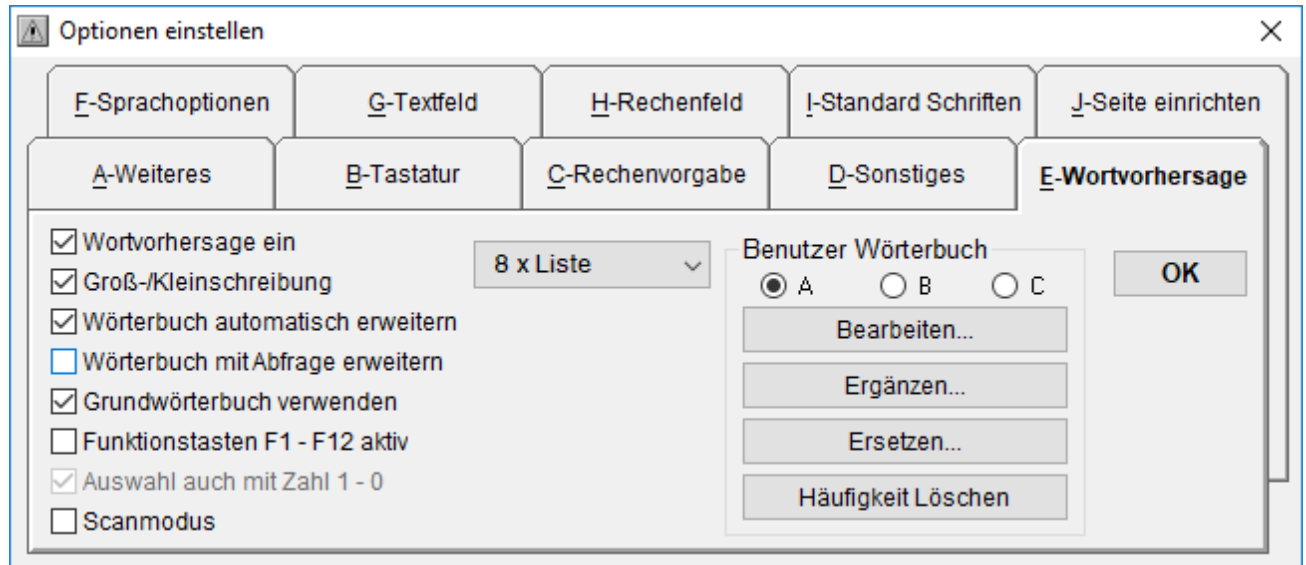 Optionen einstellen
F-Sprachoptionen G-Textfeld H-Rechenfeld I-Standard Schriften J-Seite einrichten
A-Weiteres B-Tastatur C-Rechenvorgabe D-Sonstiges E-Wortvorhersage
Wortvorhersage ein
Groß-/Kleinschreibung
Wörterbuch automatisch erweitern
Wörterbuch mit Abfrage erweitern
Grundwörterbuch verwenden
Funktionstasten F1 - F12 aktiv
Auswahl auch mit Zahl 1 - 0
Scanmodus
8 x Liste
Benutzer Wörterbuch
A B C
Bearbeiten...
Ergänzen...
Ersetzen...
Häufigkeit Löschen
OK